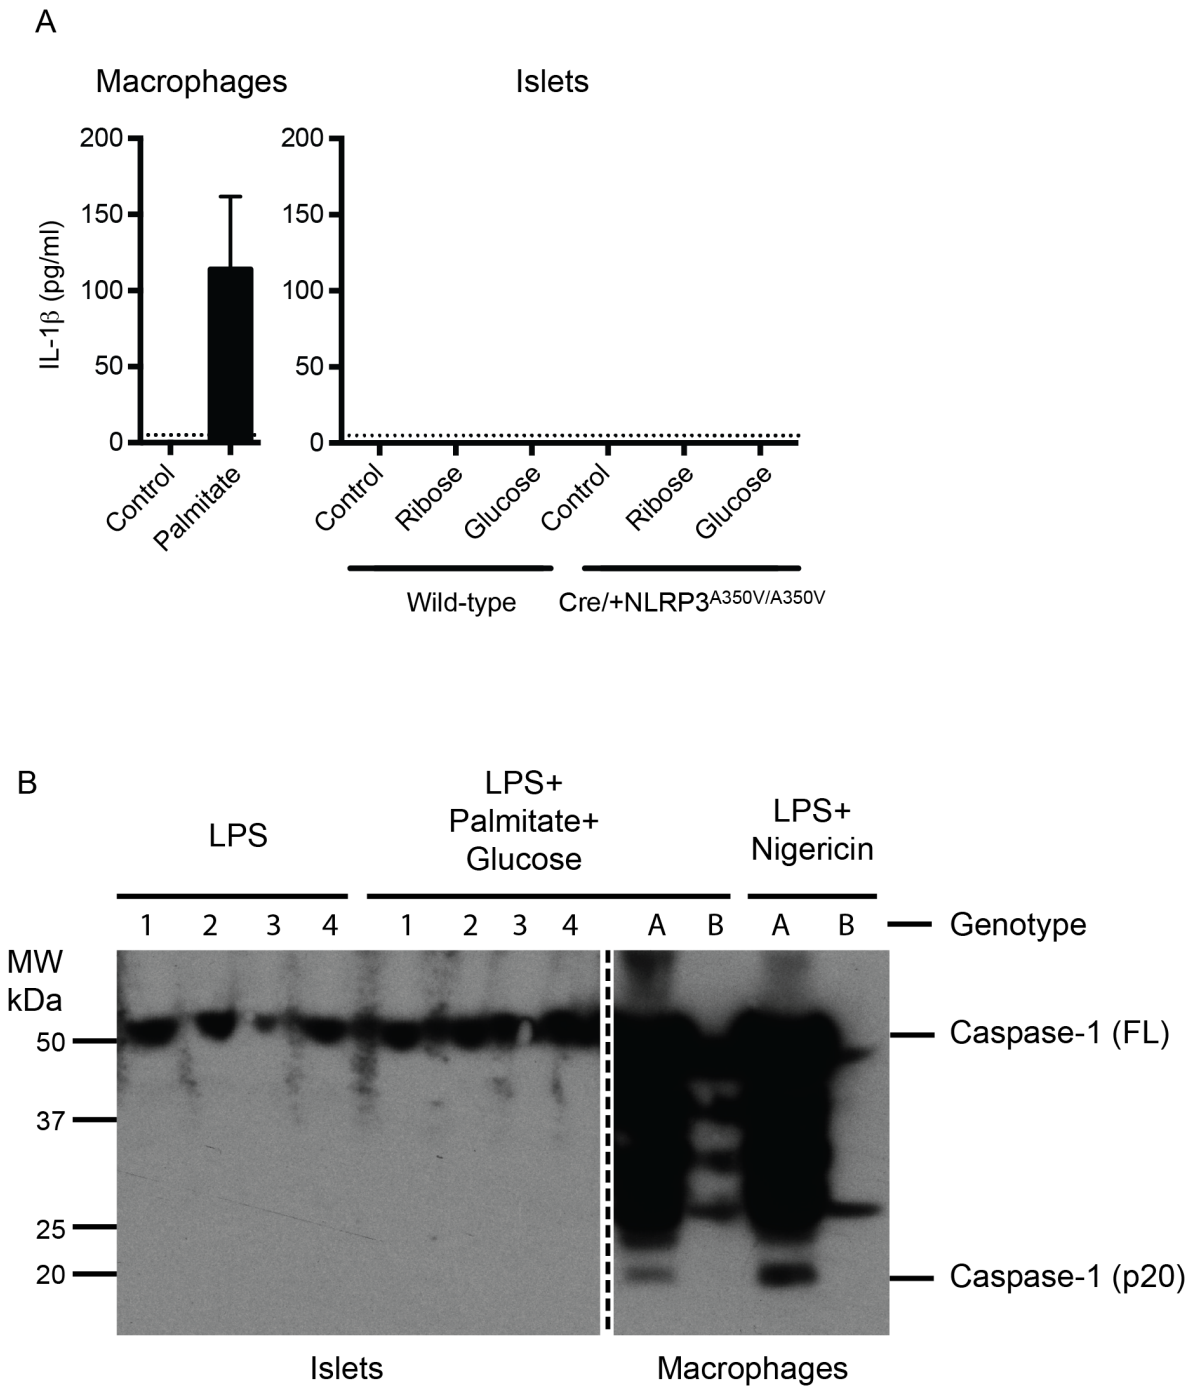 A
Macrophages
Islets
200
150
100
50
0
IL-1β (pg/ml)
Control
Palmitate
200
150
100
50
0
Control
Ribose
Glucose
Control
Ribose
Glucose
Wild-type
Cre/+NLRP3A350V/A350V
B
LPS
LPS+
Palmitate+
Glucose
LPS+
Nigericin
1 2 3 4 1 2 3 4 A B A B Genotype
MW
kDa
50
37
25
20
Caspase-1 (FL)
Caspase-1 (p20)
Islets
Macrophages